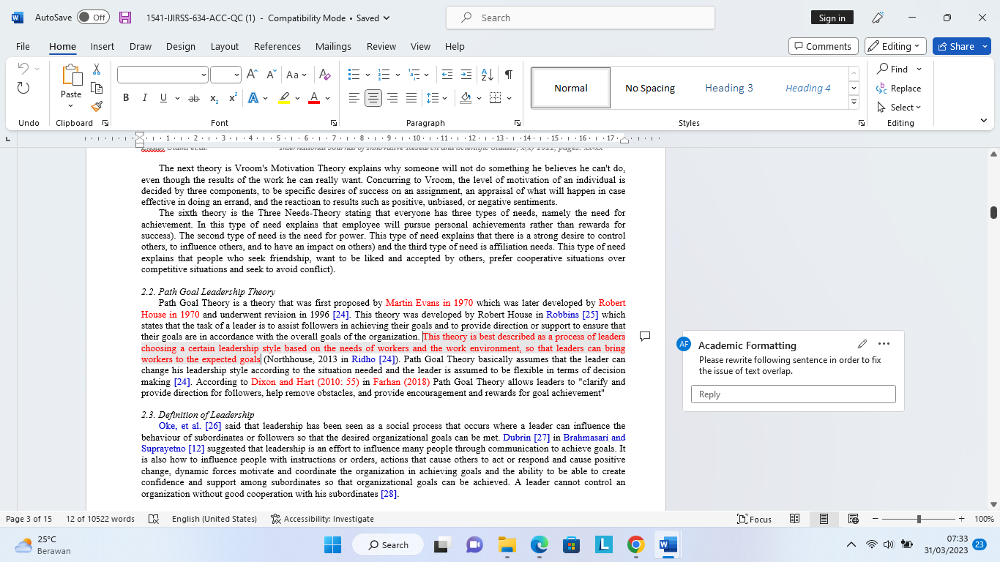 AutoSave Off 1541-IJIRSS-634-ACC-QC (1) - Compatibility Mode • Saved Search Sign in
File Home Insert Draw Design Layout References Mailings Review View Help Comments Editing Share
Paste Aa Normal No Spacing Heading 3 Heading 4 Find
Replace
B I U ab x₂ x² A A Select
Undo Clipboard Font Paragraph Styles Editing
1 2 3 4 5 6 7 8 9 10 11 12 13 14 15 16 17
International Journal of Innovative Research and Scientific Studies, x(x) 2022, pages: xx-xx
The next theory is Vroom's Motivation Theory explains why someone will not do something he believes he can't do,
even though the results of the work he can really want. Concurring to Vroom, the level of motivation of an individual is
decided by three components, to be specific desires of success on an assignment, an appraisal of what will happen in case
effective in doing an errand, and the reactioan to results such as positive, unbiased, or negative sentiments.
The sixth theory is the Three Needs-Theory stating that everyone has three types of needs, namely the need for
achievement. In this type of need explains that employee will pursue personal achievements rather than rewards for
success). The second type of need is the need for power. This type of need explains that there is a strong desire to control
others, to influence others, and to have an impact on others) and the third type of need is affiliation needs. This type of need
explains that people who seek friendship, want to be liked and accepted by others, prefer cooperative situations over
competitive situations and seek to avoid conflict).
2.2. Path Goal Leadership Theory
Path Goal Theory is a theory that was first proposed by Martin Evans in 1970 which was later developed by Robert
House in 1970 and underwent revision in 1996 [24]. This theory was developed by Robert House in Robbins [25] which
states that the task of a leader is to assist followers in achieving their goals and to provide direction or support to ensure that
their goals are in accordance with the overall goals of the organization. This theory is best described as a process of leaders
choosing a certain leadership style based on the needs of workers and the work environment, so that leaders can bring
workers to the expected goals (Northhouse, 2013 in Ridho [24]). Path Goal Theory basically assumes that the leader can
change his leadership style according to the situation needed and the leader is assumed to be flexible in terms of decision
making [24]. According to Dixon and Hart (2010: 55) in Farhan (2018) Path Goal Theory allows leaders to "clarify and
provide direction for followers, help remove obstacles, and provide encouragement and rewards for goal achievement"
AF Academic Formatting
Please rewrite following sentence in order to fix
the issue of text overlap.
Reply
2.3. Definition of Leadership
Oke, et al. [26] said that leadership has been seen as a social process that occurs where a leader can influence the
behaviour of subordinates or followers so that the desired organizational goals can be met. Dubrin [27] in Brahmasari and
Suprayetno [12] suggested that leadership is an effort to influence many people through communication to achieve goals. It
is also how to influence people with instructions or orders, actions that cause others to act or respond and cause positive
change, dynamic forces motivate and coordinate the organization in achieving goals and the ability to be able to create
confidence and support among subordinates so that organizational goals can be achieved. A leader cannot control an
organization without good cooperation with his subordinates [28].
Page 3 of 15 12 of 10522 words English (United States) Accessibility: Investigate Focus 100%
25°C
Berawan
Search
07:33
31/03/2023
23